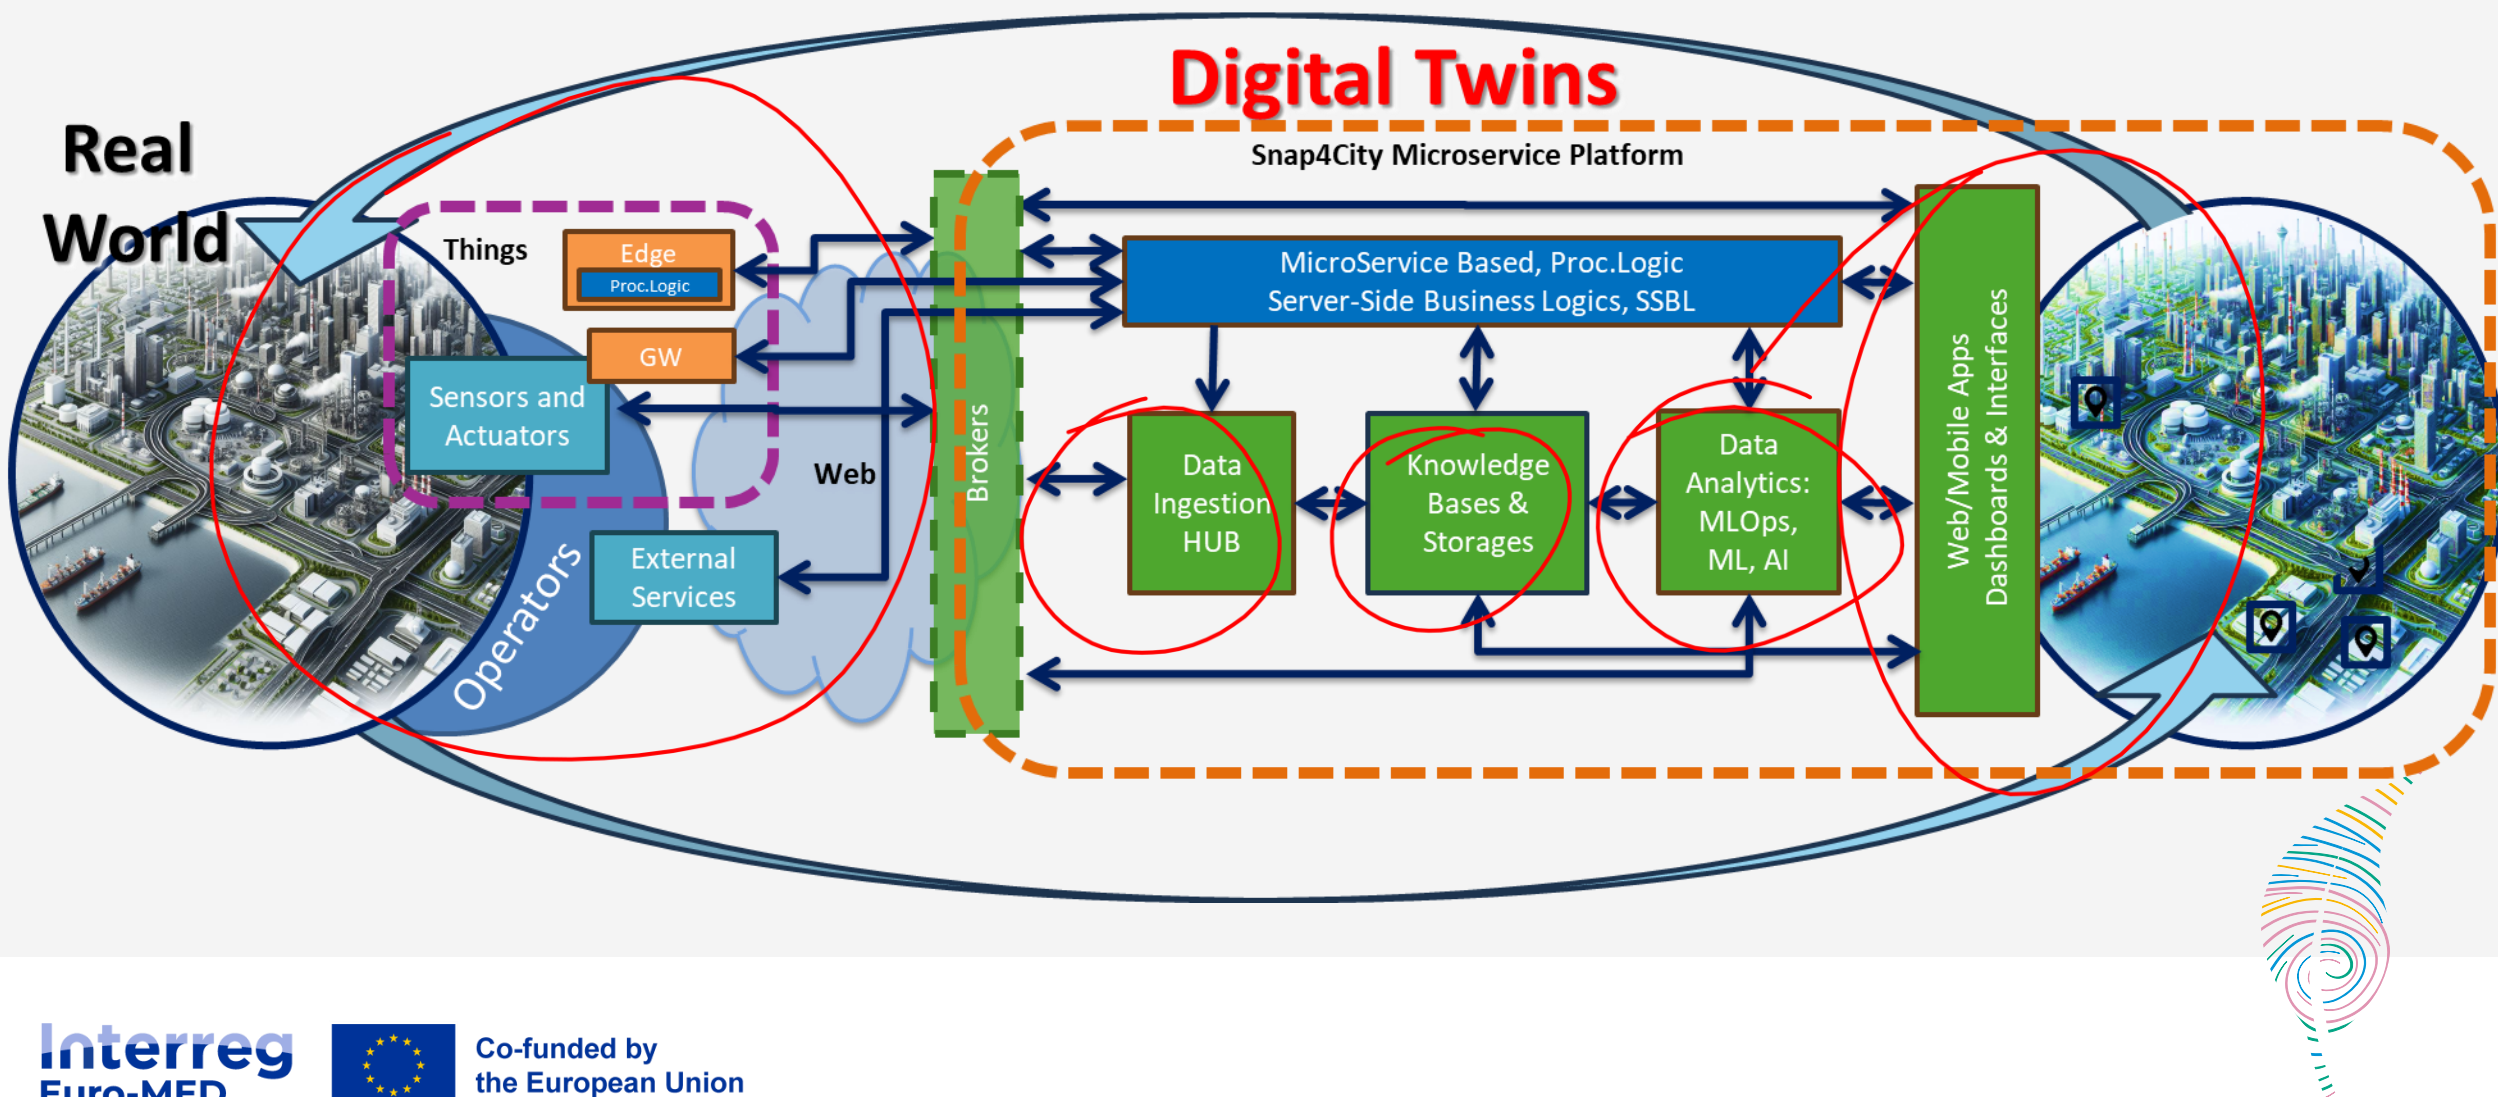 Digital Twins
Real
World
Snap4City Microservice Platform
Things
Edge
Proc.Logic
GW
Sensors and
Actuators
Web
External
Services
Operators
Brokers
MicroService Based, Proc.Logic
Server-Side Business Logics, SSBL
Data
Ingestion
HUB
Knowledge
Bases &
Storages
Data
Analytics:
MLOps,
ML, AI
Web/Mobile Apps
Dashboards & Interfaces
Interreg
Euro-MED
Co-funded by
the European Union